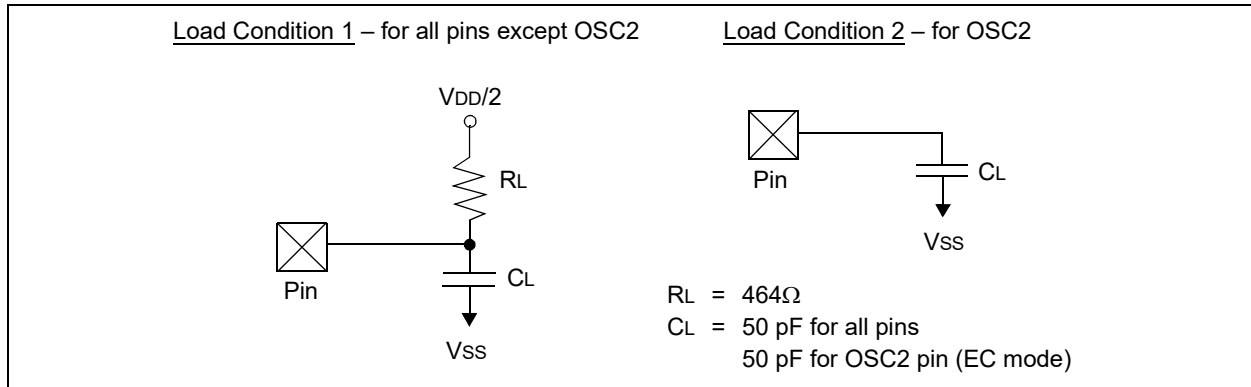 Load Condition 1 – for all pins except OSC2
Load Condition 2 – for OSC2
VDD/2
RL
Pin
CL
VSS
Pin
CL
VSS
RL = 464Ω
CL = 50 pF for all pins
50 pF for OSC2 pin (EC mode)